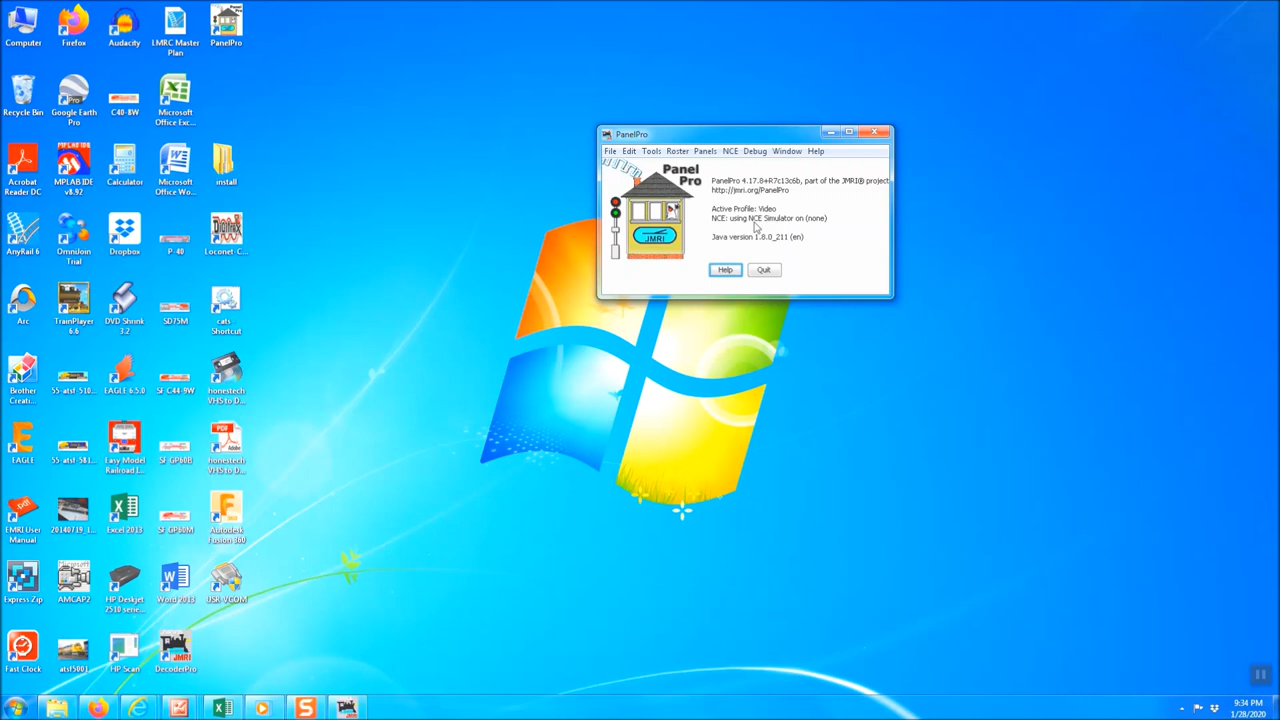 Computer
Firefox
Audacity
LMRC Master
Plan
PanelPro
Recycle Bin
Google Earth
Pro
C40-8W
Microsoft
Office Exc...
Acrobat
Reader DC
MPLAB IDE
v8.92
Calculator
Microsoft
Office Wo...
install
AnyRail 6
OmniJoin
Trial
Dropbox
P-40
Loconet-C...
Arc
TrainPlayer
6.6
DVD Shrink
3.2
SD75M
cats
Shortcut
Brother
Creati...
55-atsf-510...
EAGLE 6.5.0
SF C44-9W
honestech
VHS to D...
EAGLE
55-atsf-581...
Easy Model
Railroad I...
SF GP60B
honestech
VHS to D...
EMRI User
Manual
20140719_1...
Excel 2013
SF GP60M
Autodesk
Fusion 360
Express Zip
AMCAP2
HP Deskjet
2510 serie...
Word 2013
USR-VCOM
Fast Clock
atsf5001
HP Scan
DecoderPro
PanelPro
File Edit Tools Roster Panels NCE Debug Window Help
Panel
Pro
JMRI
PanelPro 4.17.8+R7c13c6b, part of the JMRI® project
http://jmri.org/PanelPro
Active Profile: Video
NCE: using NCE Simulator on (none)
Java version 1.8.0_211 (en)
Help Quit
9:34 PM
1/28/2020